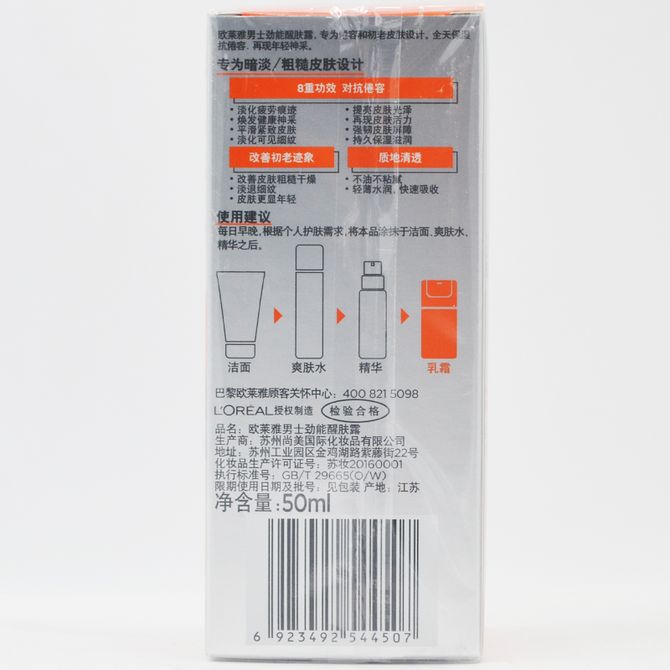 欧莱雅男士劲能醒肤露，专为倦容和初老皮肤设计。全天保湿
抗倦容，再现年轻神采。
专为暗淡/粗糙皮肤设计
8重功效 对抗倦容
•淡化疲劳痕迹 •提亮皮肤光泽
•焕发健康神采 •再现皮肤活力
•平滑紧致皮肤 •强韧皮肤屏障
•淡化可见细纹 •持久保湿滋润
改善初老迹象 质地清透
•改善皮肤粗糙干燥 •不油不粘腻
•淡退细纹 •轻薄水润，快速吸收
•皮肤更显年轻
使用建议
每日早晚，根据个人护肤需求，将本品涂抹于洁面、爽肤水、
精华之后。
洁面 爽肤水 精华 乳霜
巴黎欧莱雅顾客关怀中心：400 821 5098
L'ORÉAL授权制造 检验合格
品名：欧莱雅男士劲能醒肤露
生产商：苏州尚美国际化妆品有限公司
地址：苏州工业园区金鸡湖路紫藤街22号
化妆品生产许可证号：苏妆20160001
执行标准号：GB/T 29665(O/W)
限期使用日期及批号：见包装 产地：江苏
净含量:50ml
6 923492 544507